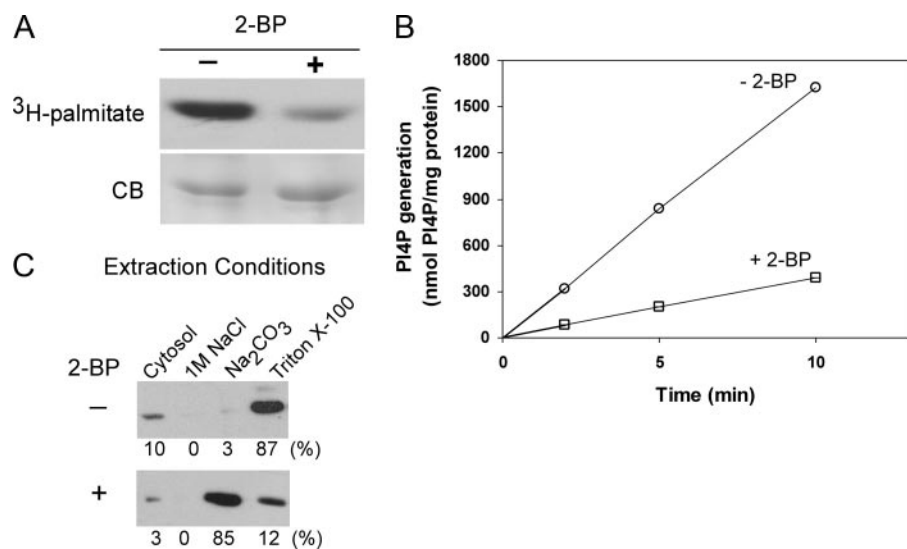 A
2-BP
− +
³H-palmitate
CB
B
1800
1500
1200
900
600
300
0
0 5 10
PI4P generation
(nmol PI4P/mg protein)
Time (min)
- 2-BP
+ 2-BP
C
Extraction Conditions
2-BP
Cytosol
1M NaCl
Na₂CO₃
Triton X-100
−
10 0 3 87 (%)
+
3 0 85 12 (%)